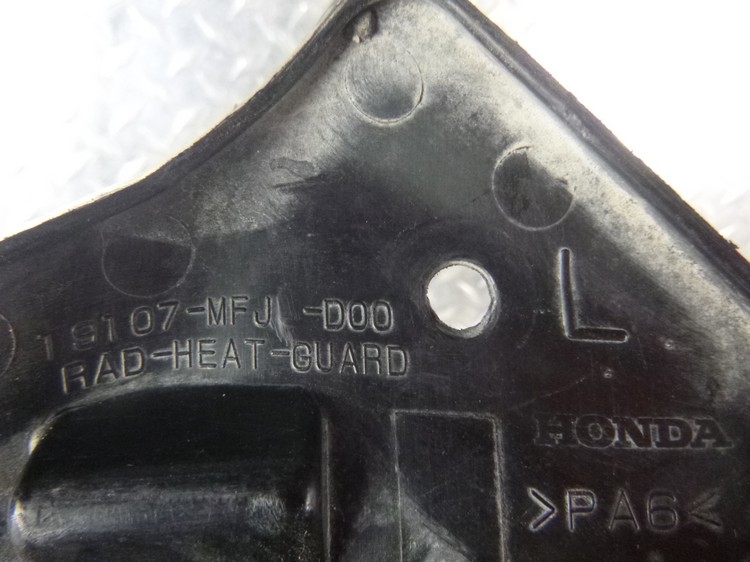 19107-MFJ -D00
RAD-HEAT-GUARD
L
HONDA
>PA6<